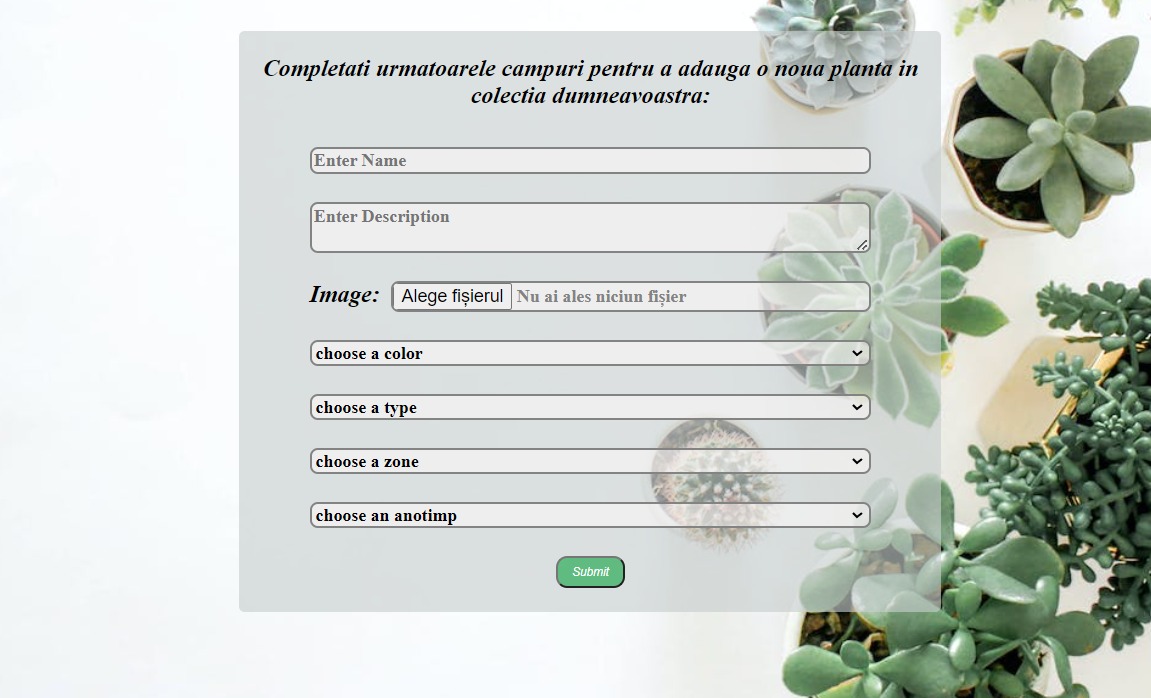 Completati urmatoarele campuri pentru a adauga o noua planta in
colectia dumneavoastra:
Enter Name
Enter Description
Image: Alege fișierul Nu ai ales niciun fișier
choose a color
choose a type
choose a zone
choose an anotimp
Submit